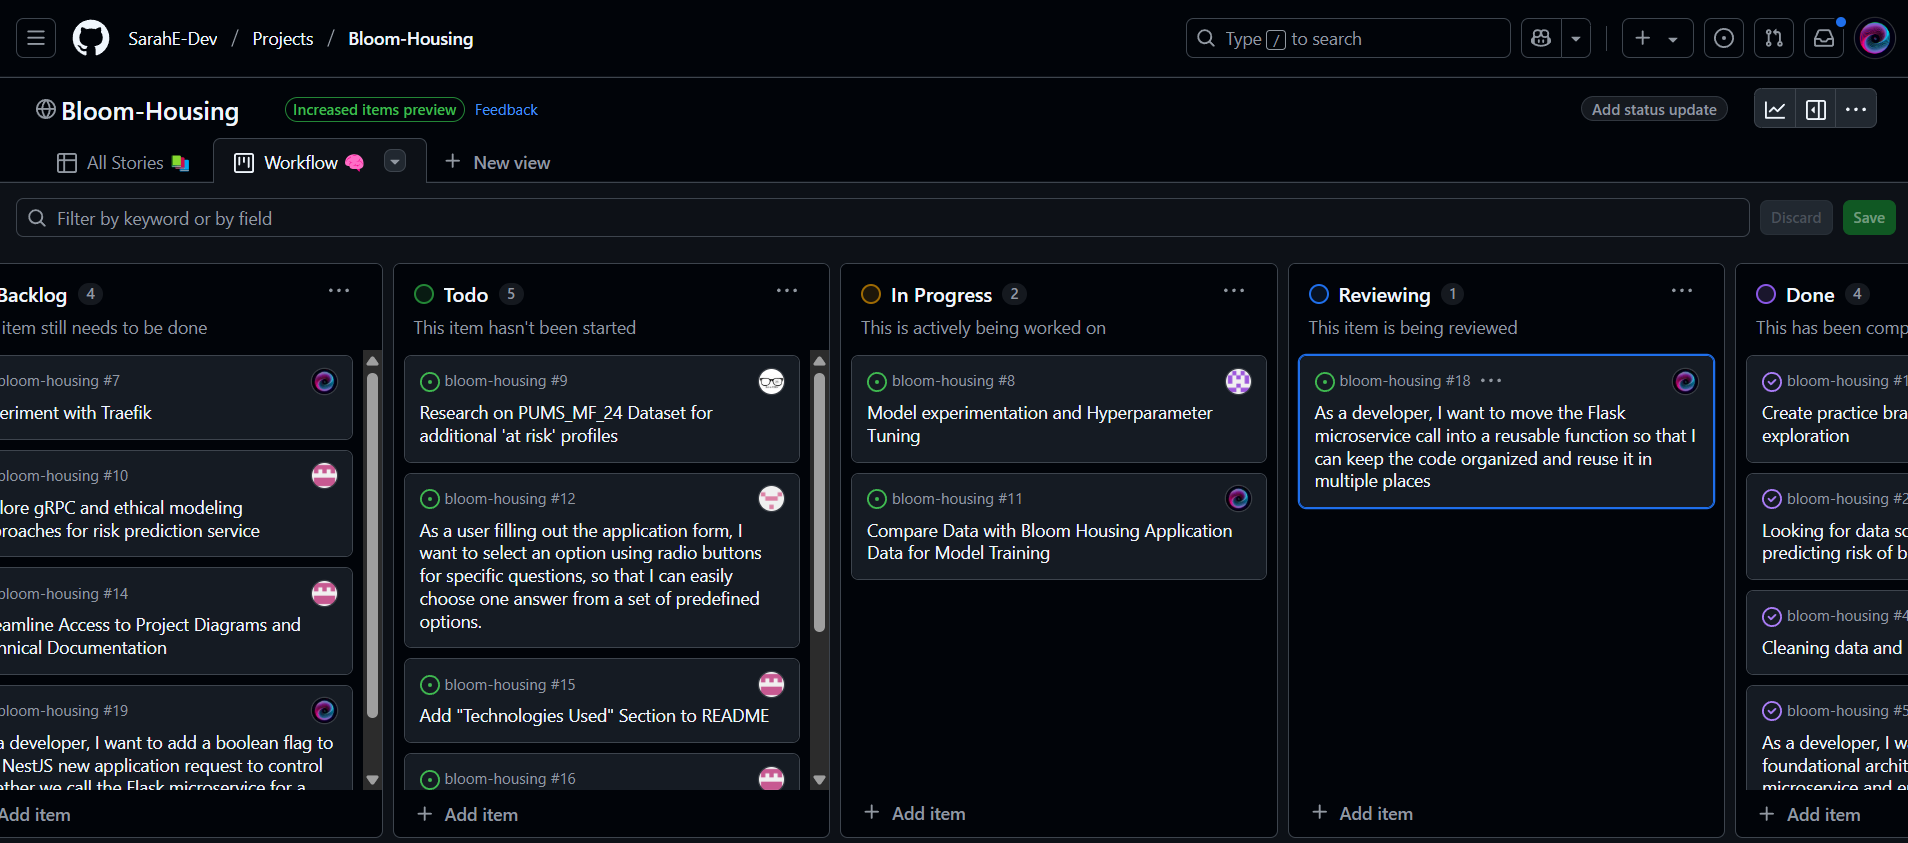 SarahE-Dev / Projects / Bloom-Housing
Type / to search
Bloom-Housing
Increased items preview
Feedback
Add status update
All Stories
Workflow
New view
Filter by keyword or by field
Discard
Save
Backlog 4
item still needs to be done
bloom-housing #7
eriment with Traefik
bloom-housing #10
lore gRPC and ethical modeling
roaches for risk prediction service
bloom-housing #14
eamline Access to Project Diagrams and
hnical Documentation
bloom-housing #19
a developer, I want to add a boolean flag to
NestJS new application request to control
ether we call the Flask microservice for a
Add item
Todo 5
This item hasn't been started
bloom-housing #9
Research on PUMS_MF_24 Dataset for
additional 'at risk' profiles
bloom-housing #12
As a user filling out the application form, I
want to select an option using radio buttons
for specific questions, so that I can easily
choose one answer from a set of predefined
options.
bloom-housing #15
Add "Technologies Used" Section to README
bloom-housing #16
Add item
In Progress 2
This is actively being worked on
bloom-housing #8
Model experimentation and Hyperparameter
Tuning
bloom-housing #11
Compare Data with Bloom Housing Application
Data for Model Training
Add item
Reviewing 1
This item is being reviewed
bloom-housing #18
As a developer, I want to move the Flask
microservice call into a reusable function so that I
can keep the code organized and reuse it in
multiple places
Add item
Done 4
This has been comp
bloom-housing #1
Create practice bra
exploration
bloom-housing #2
Looking for data sc
predicting risk of b
bloom-housing #4
Cleaning data and
bloom-housing #5
As a developer, I w
foundational archit
microservice and e
Add item